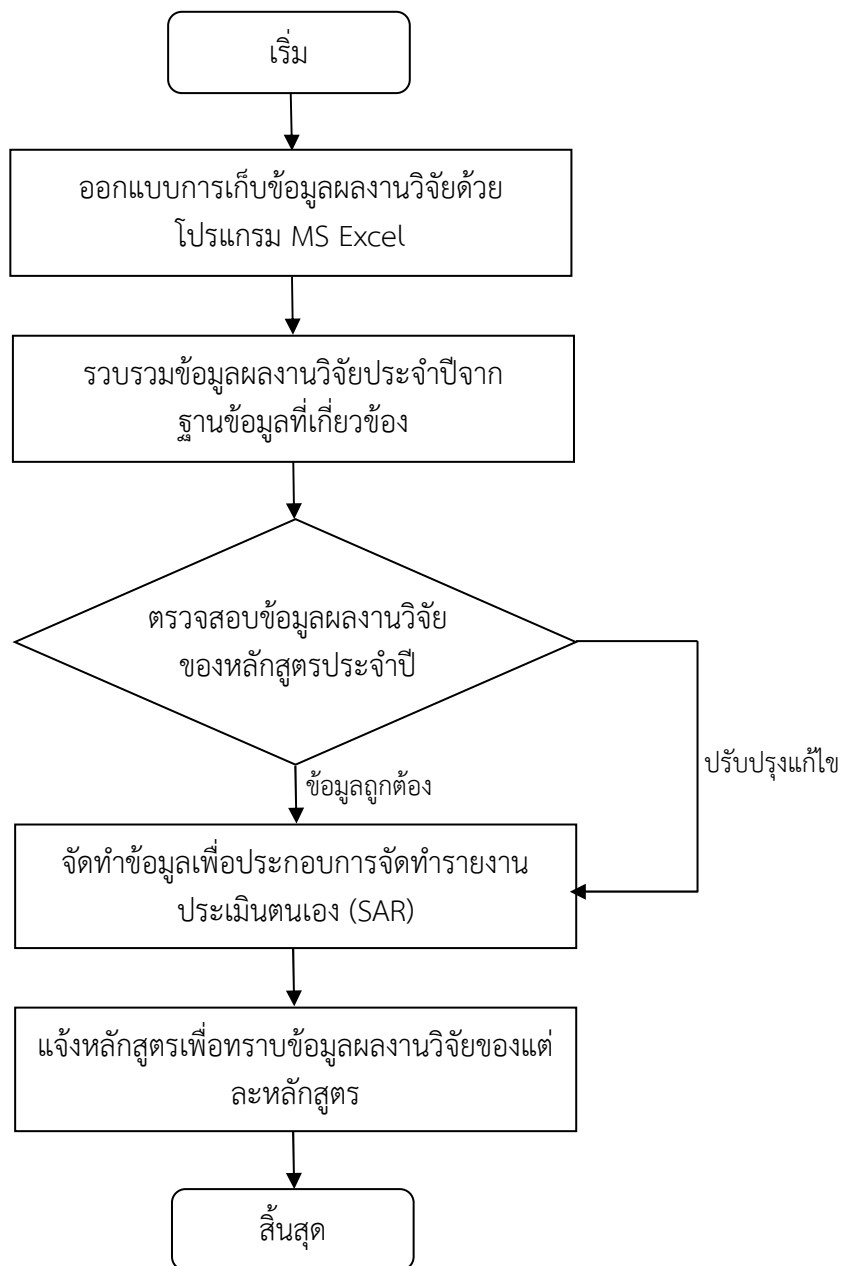 เริ่ม
ออกแบบการเก็บข้อมูลผลงานวิจัยด้วย
โปรแกรม MS Excel
รวบรวมข้อมูลผลงานวิจัยประจำปีจาก
ฐานข้อมูลที่เกี่ยวข้อง
ตรวจสอบข้อมูลผลงานวิจัย
ของหลักสูตรประจำปี
ปรับปรุงแก้ไข
ข้อมูลถูกต้อง
จัดทำข้อมูลเพื่อประกอบการจัดทำรายงาน
ประเมินตนเอง (SAR)
แจ้งหลักสูตรเพื่อทราบข้อมูลผลงานวิจัยของแต่
ละหลักสูตร
สิ้นสุด